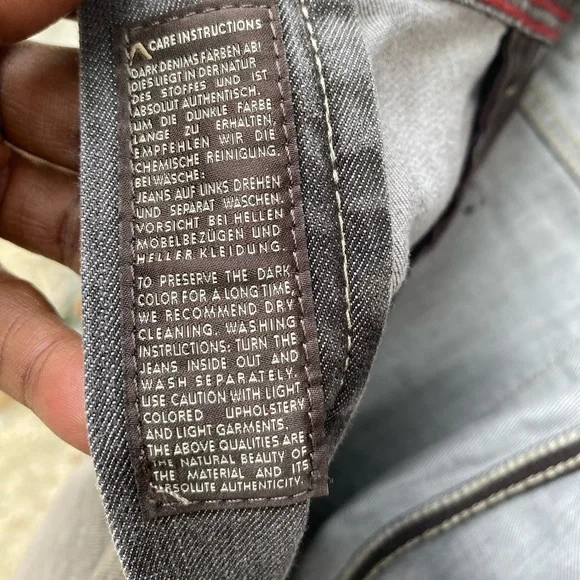 CARE INSTRUCTIONS
DARK DENIMS FÄRBEN AB!
DIES LIEGT IN DER NATUR
DES STOFFES UND IST
ABSOLUT AUTHENTISCH.
UM DIE DUNKLE FARBE
LANGE ZU ERHALTEN,
EMPFEHLEN WIR DIE
CHEMISCHE REINIGUNG.
BEI WÄSCHE:
JEANS AUF LINKS DREHEN
UND SEPARAT WASCHEN.
VORSICHT BEI HELLEN
MÖBELBEZÜGEN UND
HELLER KLEIDUNG.
TO PRESERVE THE DARK
COLOR FOR A LONG TIME,
WE RECOMMEND DRY
CLEANING. WASHING
INSTRUCTIONS: TURN THE
JEANS INSIDE OUT AND
WASH SEPARATELY.
USE CAUTION WITH LIGHT
COLORED UPHOLSTERY
AND LIGHT GARMENTS.
THE ABOVE QUALITIES ARE
THE NATURAL BEAUTY OF
THE MATERIAL AND ITS
ABSOLUTE AUTHENTICITY.